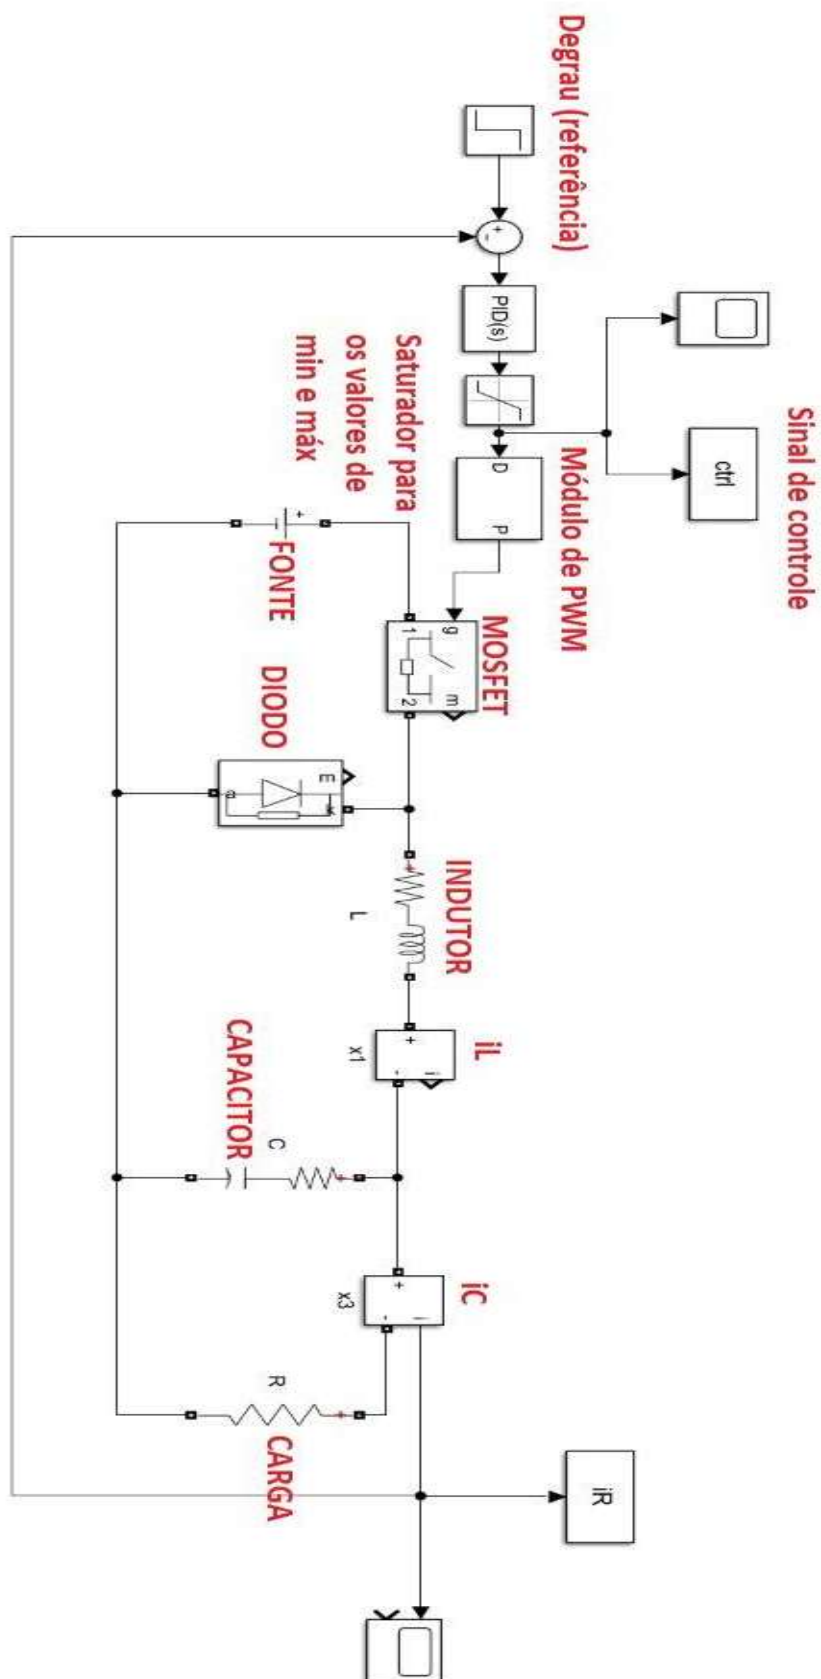 Sinal de controle
ctrl
Degrau (referência)
+
−
PID(s)
Módulo de PWM
D
P
Saturador para
os valores de
min e máx
MOSFET
g
m
1
2
+
FONTE
DIODO
E
a
INDUTOR
+
L
iL
+
i
-
x1
CAPACITOR
+
C
iC
+
i
-
x3
+
R
CARGA
iR